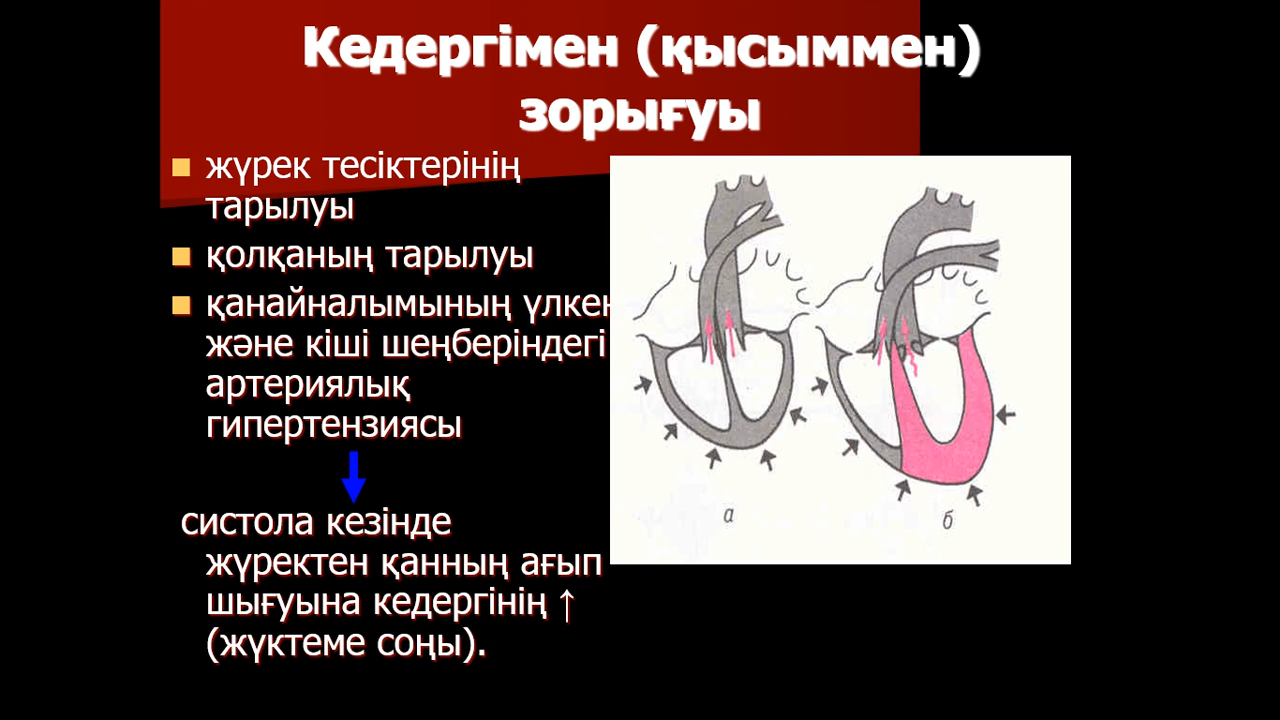 Кедергімен (қысыммен)
зорығуы
жүрек тесіктерінің
тарылуы
қолқаның тарылуы
қанайналымының үлкен
және кіші шеңберіндегі
артериялық
гипертензиясы
систола кезінде
жүректен қанның ағып
шығуына кедергінің ↑
(жүктеме соңы).
а
б